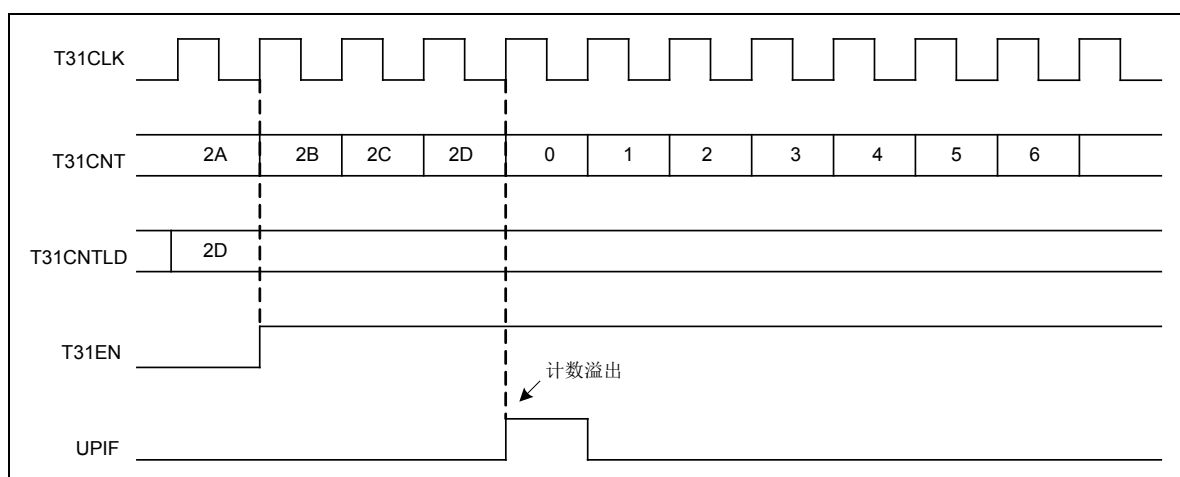 T31CLK
T31CNT 2A 2B 2C 2D 0 1 2 3 4 5 6
T31CNTLD 2D
T31EN
计数溢出
UPIF